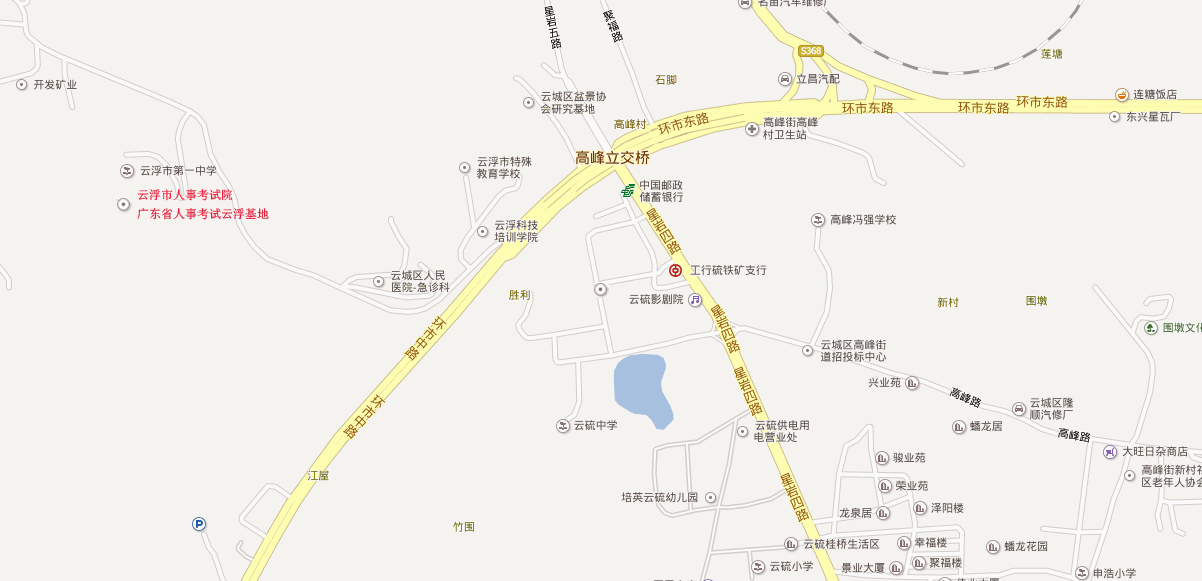 名苗汽车维修厂
星岩五路
聚福路
S368
莲塘
石脚
立昌汽配
开发矿业
云城区盆景协
会研究基地
连糖饭店
环市东路
环市东路
环市东路
东兴星瓦厂
高峰村
环市东路
高峰街高峰
村卫生站
高峰立交桥
云浮市特殊
教育学校
云浮市第一中学
云浮市人事考试院
广东省人事考试云浮基地
中国邮政
储蓄银行
星岩四路
高峰冯强学校
云浮科技
培训学院
工行硫铁矿支行
云城区人民
医院-急诊科
胜利
云硫影剧院
新村
围墩
星岩四路
围墩文化
环市中路
云城区高峰街
道招投标中心
兴业苑
星岩四路
高峰路
云城区隆
顺汽修厂
环市中路
云硫中学
云硫供电用
电营业处
蟠龙居
高峰路
大旺日杂商店
骏业苑
高峰街新村社
区老年人协会
江屋
荣业苑
星岩四路
培英云硫幼儿园
龙泉居
泽阳楼
P
竹围
云硫桂桥生活区
幸福楼
蟠龙花园
云硫小学
景业大厦
聚福楼
申浩小学